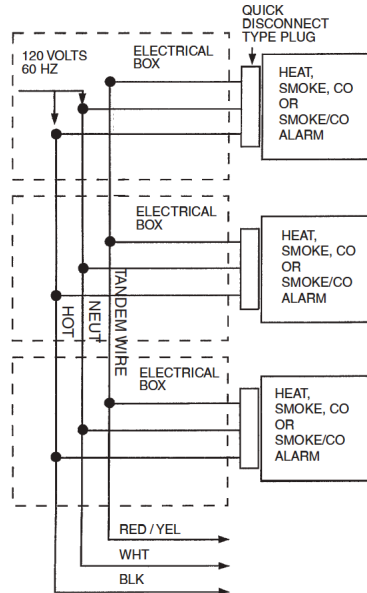 QUICK
DISCONNECT
TYPE PLUG
120 VOLTS
60 HZ
ELECTRICAL
BOX
HEAT,
SMOKE, CO
OR
SMOKE/CO
ALARM
ELECTRICAL
BOX
HEAT,
SMOKE, CO
OR
SMOKE/CO
ALARM
HOT
NEUT
TANDEM WIRE
ELECTRICAL
BOX
HEAT,
SMOKE, CO
OR
SMOKE/CO
ALARM
RED / YEL
WHT
BLK